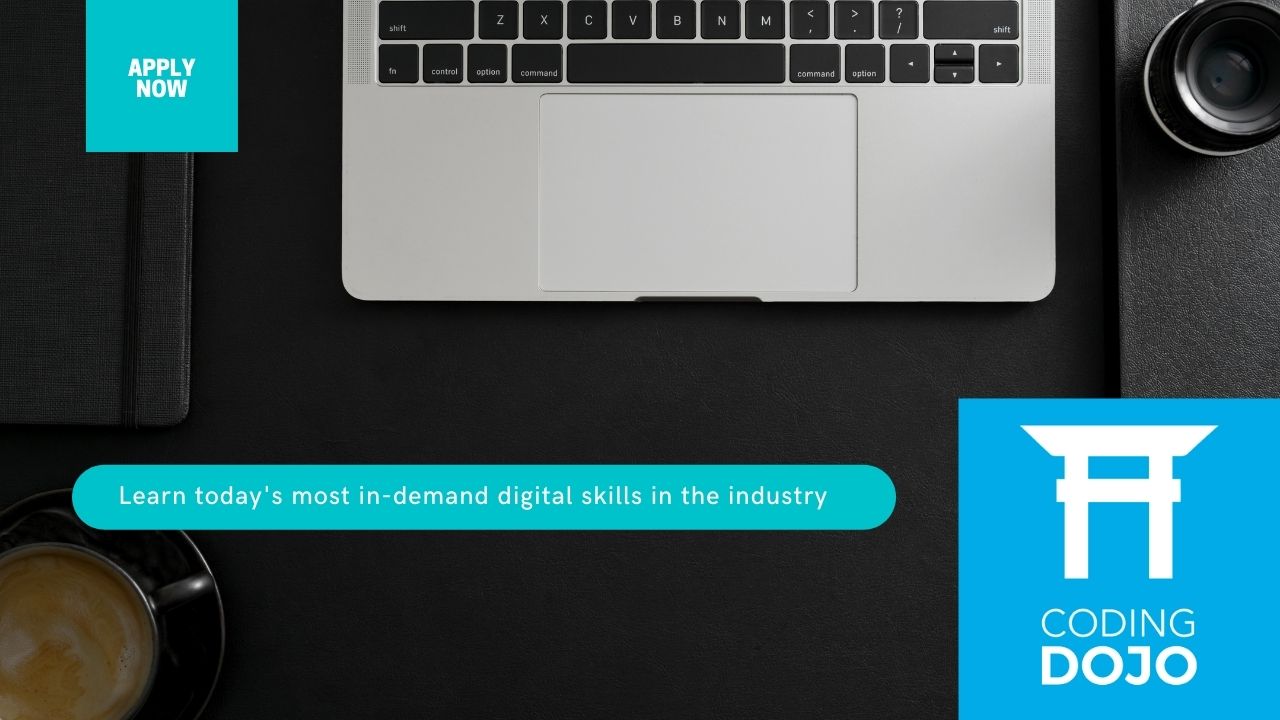 APPLY
NOW
shift Z X C V B N M < , > . ? / shift
fn control option command command option
Learn today's most in-demand digital skills in the industry
CODING
DOJO